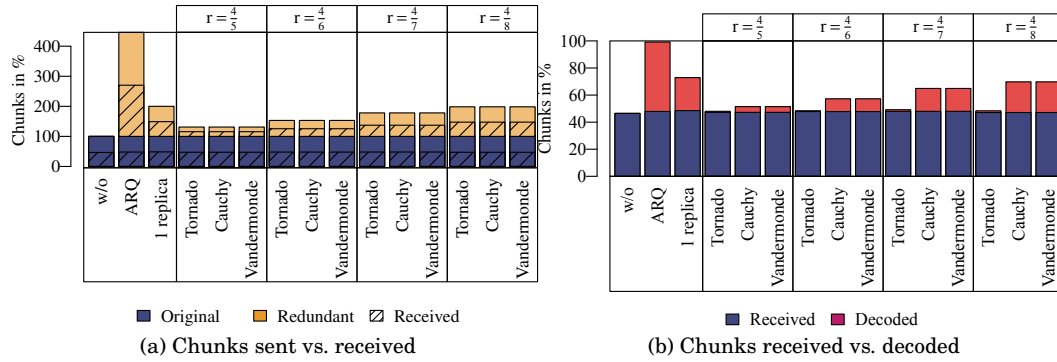 r = 4/5
r = 4/6
r = 4/7
r = 4/8
Chunks in %
400
300
200
100
0
w/o
ARQ
1 replica
Tornado
Cauchy
Vandermonde
Tornado
Cauchy
Vandermonde
Tornado
Cauchy
Vandermonde
Tornado
Cauchy
Vandermonde
Original
Redundant
Received
(a) Chunks sent vs. received
r = 4/5
r = 4/6
r = 4/7
r = 4/8
Chunks in %
100
80
60
40
20
0
w/o
ARQ
1 replica
Tornado
Cauchy
Vandermonde
Tornado
Cauchy
Vandermonde
Tornado
Cauchy
Vandermonde
Tornado
Cauchy
Vandermonde
Received
Decoded
(b) Chunks received vs. decoded